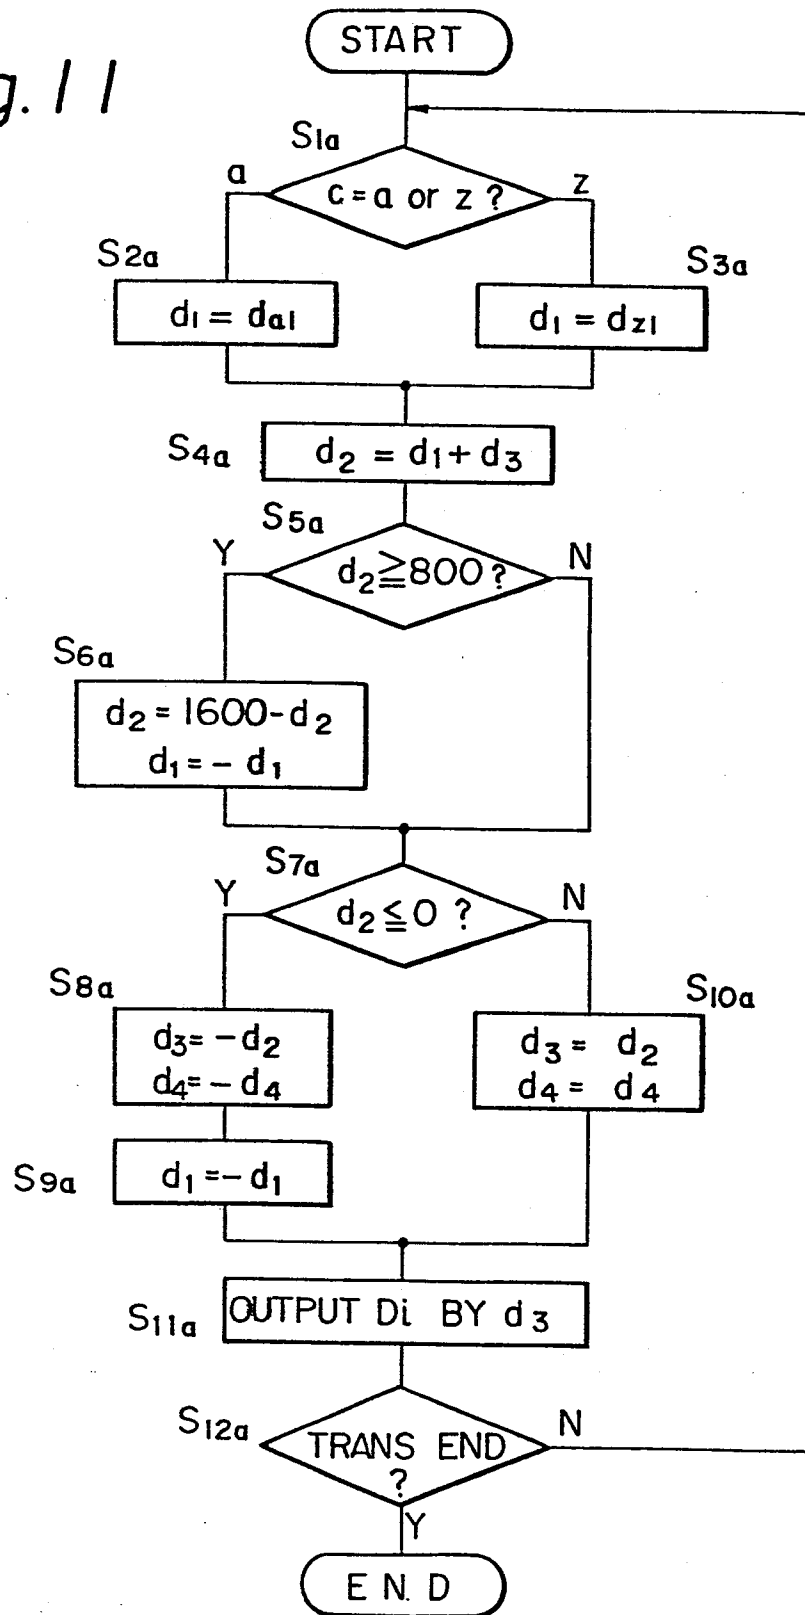 g. 11
START
S1a
c = a or z ?
a
z
S2a
d1 = da1
S3a
d1 = dz1
S4a
d2 = d1 + d3
S5a
d2 ≧ 800 ?
Y
N
S6a
d2 = 1600 - d2
d1 = - d1
S7a
d2 ≦ 0 ?
Y
N
S8a
d3 = - d2
d4 = - d4
S10a
d3 = d2
d4 = d4
S9a
d1 = - d1
S11a
OUTPUT Di BY d3
S12a
TRANS END
?
N
Y
E N. D